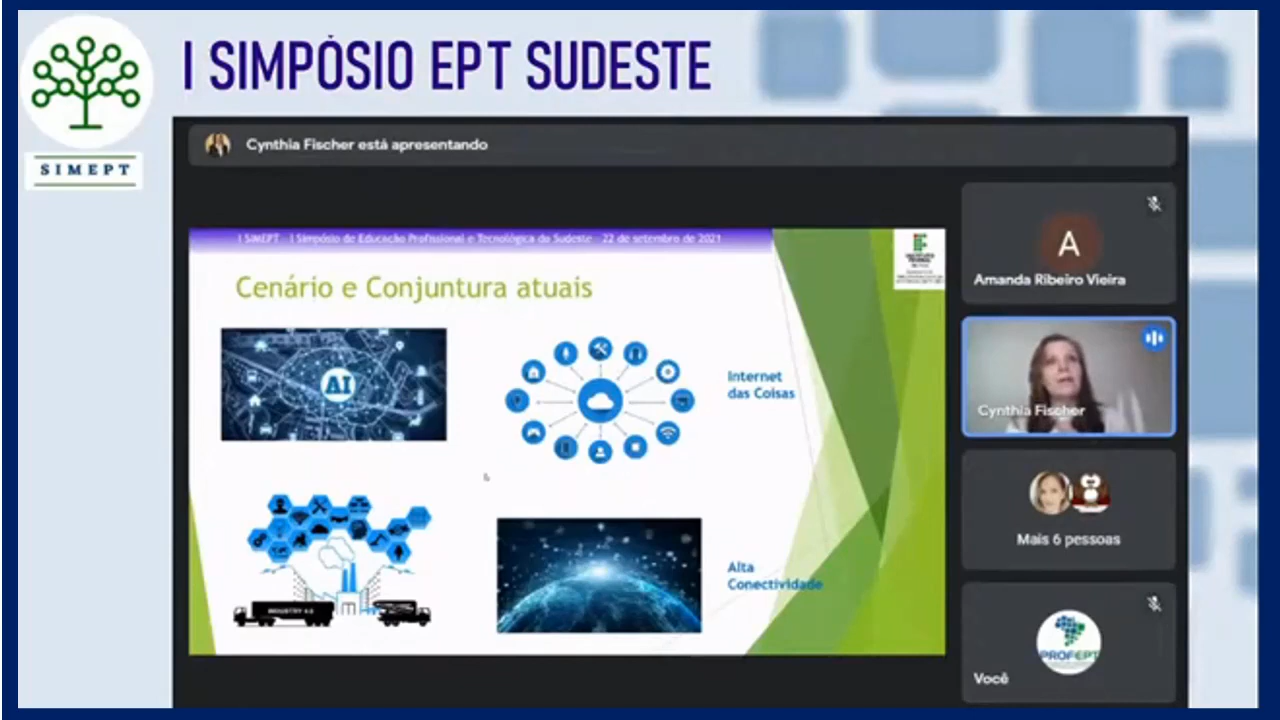 I SIMPÓSIO EPT SUDESTE
SIMEPT
Cynthia Fischer está apresentando
I SIMEPT - I Simpósio de Educação Profissional e Tecnológica do Sudeste - 22 de setembro de 2021
INSTITUTO
FEDERAL
Cenário e Conjuntura atuais
AI
Internet
das Coisas
INDUSTRY 4.0
Alta
Conectividade
A
Amanda Ribeiro Vieira
Cynthia Fischer
Mais 6 pessoas
PROFEPT
Você